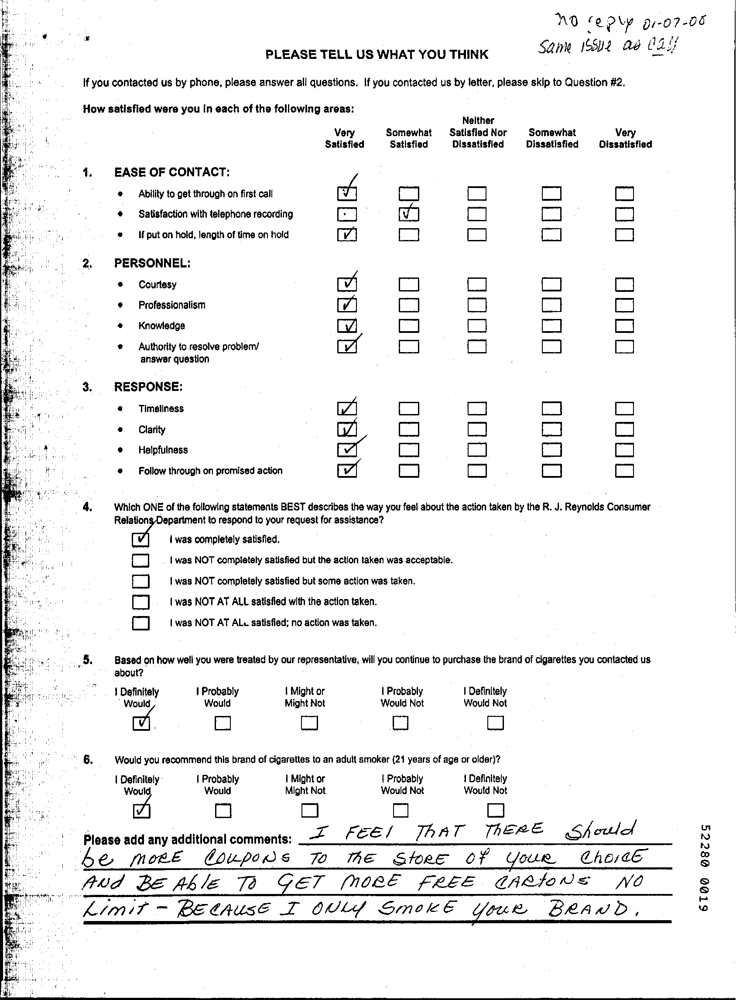 no reply 01-07-06
Same issue as call
PLEASE TELL US WHAT YOU THINK
If you contacted us by phone, please answer all questions. If you contacted us by letter, please skip to Question #2.
How satisfied were you in each of the following areas:
Very Satisfied Somewhat Satisfied Neither Satisfied Nor Dissatisfied Somewhat Dissatisfied Very Dissatisfied
1. EASE OF CONTACT:
• Ability to get through on first call
• Satisfaction with telephone recording
• If put on hold, length of time on hold
2. PERSONNEL:
• Courtesy
• Professionalism
• Knowledge
• Authority to resolve problem/
answer question
3. RESPONSE:
• Timeliness
• Clarity
• Helpfulness
• Follow through on promised action
4. Which ONE of the following statements BEST describes the way you feel about the action taken by the R. J. Reynolds Consumer
Relations Department to respond to your request for assistance?
I was completely satisfied.
I was NOT completely satisfied but the action taken was acceptable.
I was NOT completely satisfied but some action was taken.
I was NOT AT ALL satisfied with the action taken.
I was NOT AT ALL satisfied; no action was taken.
5. Based on how well you were treated by our representative, will you continue to purchase the brand of cigarettes you contacted us
about?
I Definitely Would I Probably Would I Might or Might Not I Probably Would Not I Definitely Would Not
6. Would you recommend this brand of cigarettes to an adult smoker (21 years of age or older)?
I Definitely Would I Probably Would I Might or Might Not I Probably Would Not I Definitely Would Not
Please add any additional comments: I FEEl THAT THERE Should
be MORE COUPONS TO THE STORE OF YOUR CHOICE
AND BE AblE TO GET MORE FREE CARTONS NO
Limit - BECAUSE I ONLY SMOKE YOUR BRAND.
52280 0019